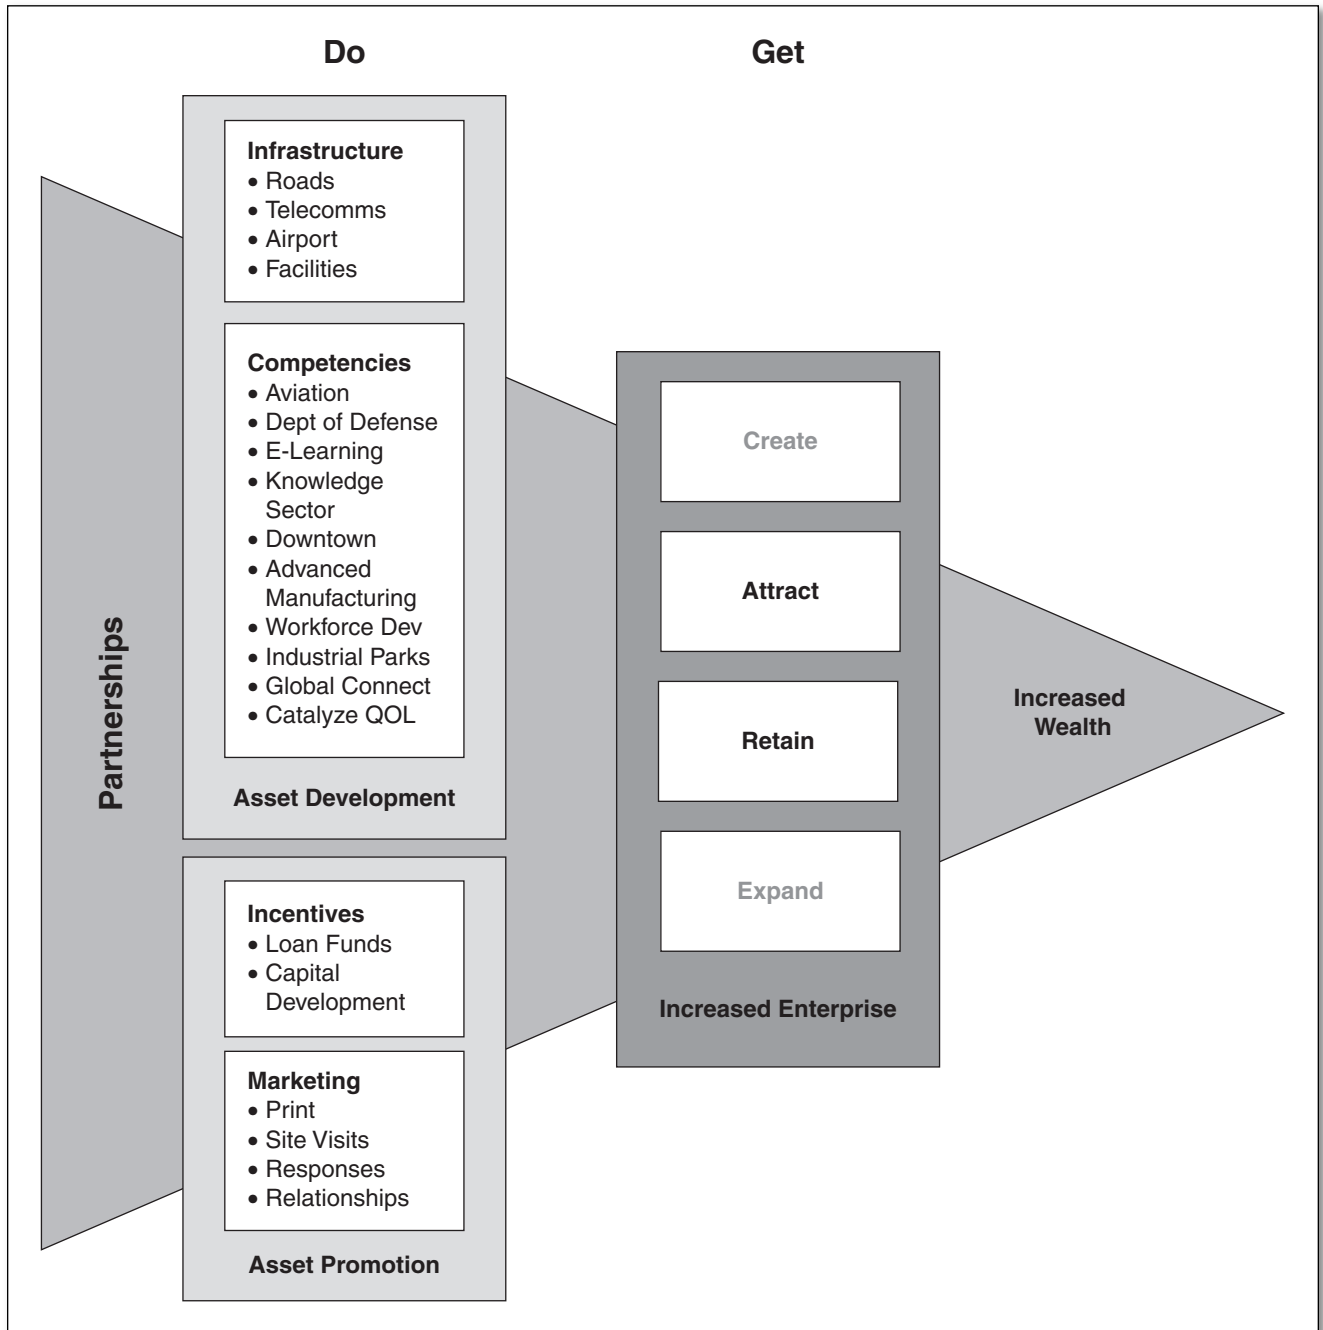 Do
Get
Partnerships
Infrastructure
• Roads
• Telecomms
• Airport
• Facilities
Competencies
• Aviation
• Dept of Defense
• E-Learning
• Knowledge
Sector
• Downtown
• Advanced
Manufacturing
• Workforce Dev
• Industrial Parks
• Global Connect
• Catalyze QOL
Asset Development
Incentives
• Loan Funds
• Capital
Development
Marketing
• Print
• Site Visits
• Responses
• Relationships
Asset Promotion
Create
Attract
Retain
Expand
Increased Enterprise
Increased
Wealth